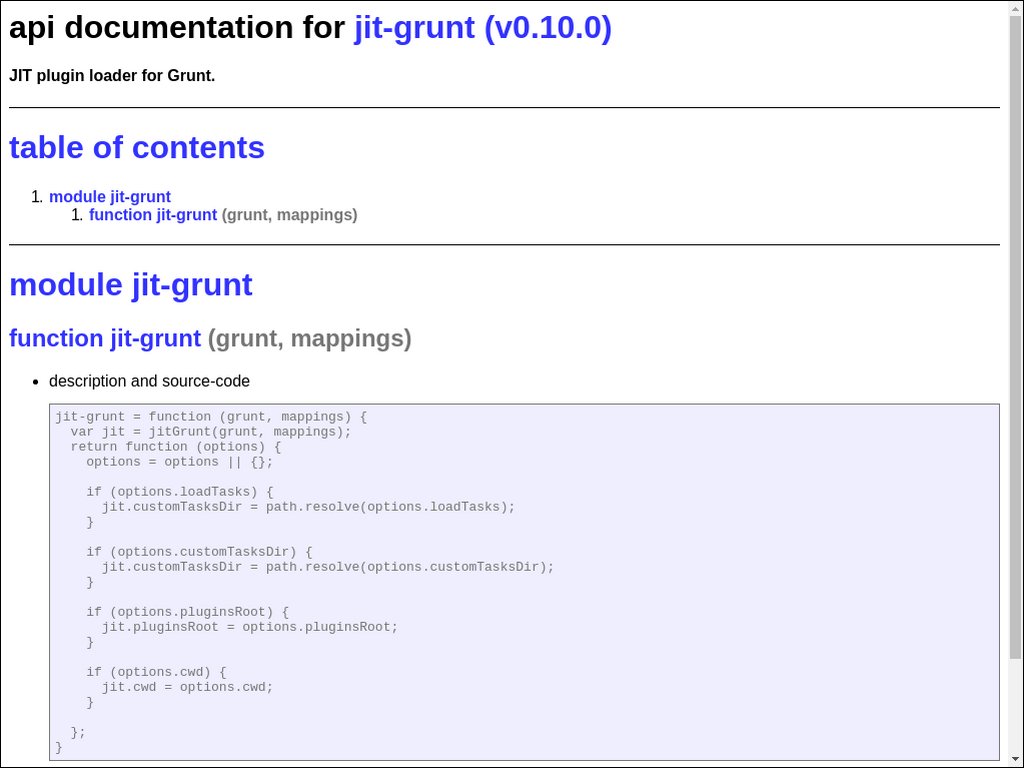 api documentation for jit-grunt (v0.10.0)
JIT plugin loader for Grunt.
table of contents
1. module jit-grunt
1. function jit-grunt (grunt, mappings)
module jit-grunt
function jit-grunt (grunt, mappings)
• description and source-code
jit-grunt = function (grunt, mappings) {
  var jit = jitGrunt(grunt, mappings);
  return function (options) {
    options = options || {};

    if (options.loadTasks) {
      jit.customTasksDir = path.resolve(options.loadTasks);
    }

    if (options.customTasksDir) {
      jit.customTasksDir = path.resolve(options.customTasksDir);
    }

    if (options.pluginsRoot) {
      jit.pluginsRoot = options.pluginsRoot;
    }

    if (options.cwd) {
      jit.cwd = options.cwd;
    }

  };
}